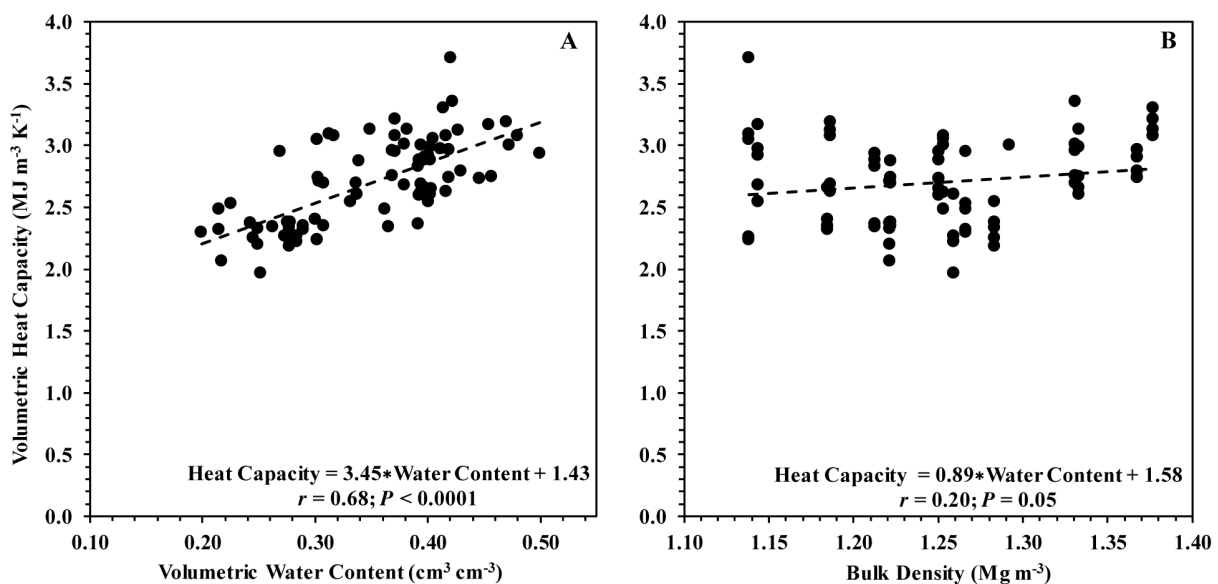 Volumetric Heat Capacity (MJ m⁻³ K⁻¹)
4.0
3.5
3.0
2.5
2.0
1.5
1.0
0.5
0.0
A
Heat Capacity = 3.45*Water Content + 1.43
r = 0.68; P < 0.0001
0.10 0.20 0.30 0.40 0.50
Volumetric Water Content (cm³ cm⁻³)
4.0
3.5
3.0
2.5
2.0
1.5
1.0
0.5
0.0
B
Heat Capacity = 0.89*Water Content + 1.58
r = 0.20; P = 0.05
1.10 1.15 1.20 1.25 1.30 1.35 1.40
Bulk Density (Mg m⁻³)